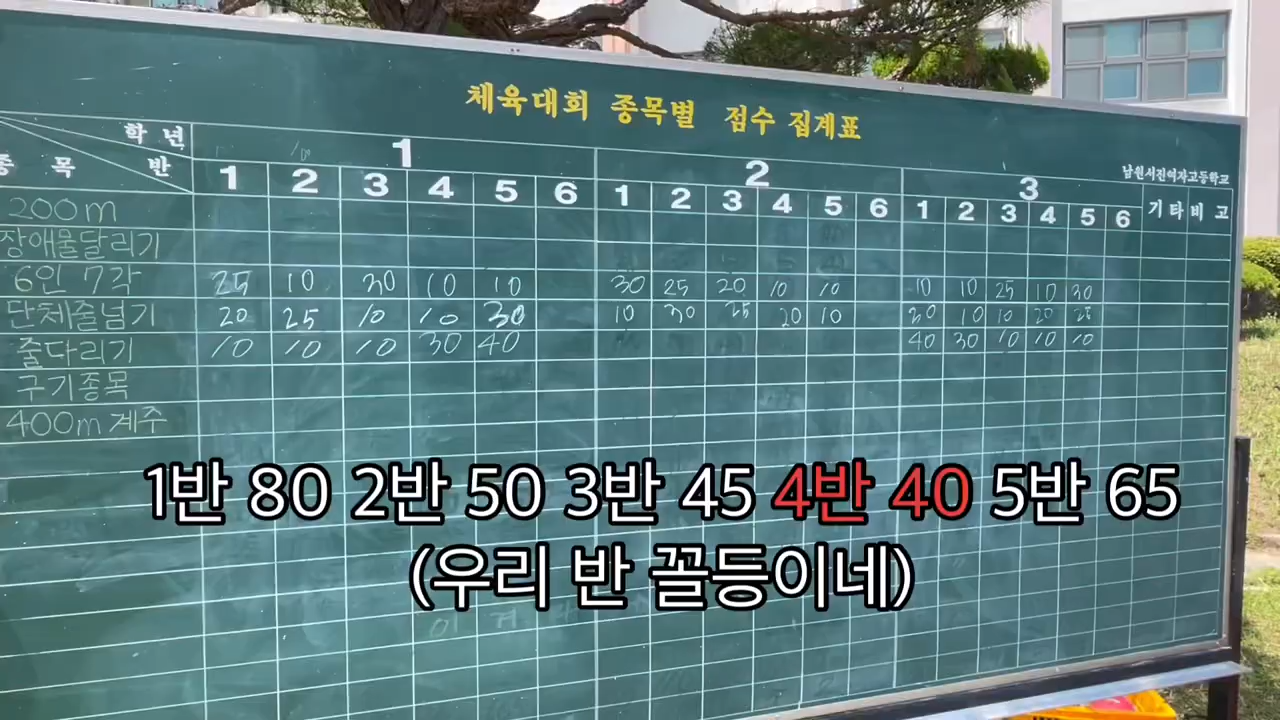 체육대회 종목별 점수 집계표
남원서진여자고등학교
학년 1 2 3 기타 비고
종목 반 1 2 3 4 5 6 1 2 3 4 5 6 1 2 3 4 5 6
200m
장애물달리기
6인 7각 25 10 30 10 10 30 25 20 10 10 10 10 25 10 30
단체줄넘기 20 25 10 10 30 10 30 25 20 10 30 10 10 20 25
줄다리기 10 10 10 30 40 40 30 10 10 10
구기종목
400m 계주
1반 80 2반 50 3반 45 4반 40 5반 65
(우리 반 꼴등이네)